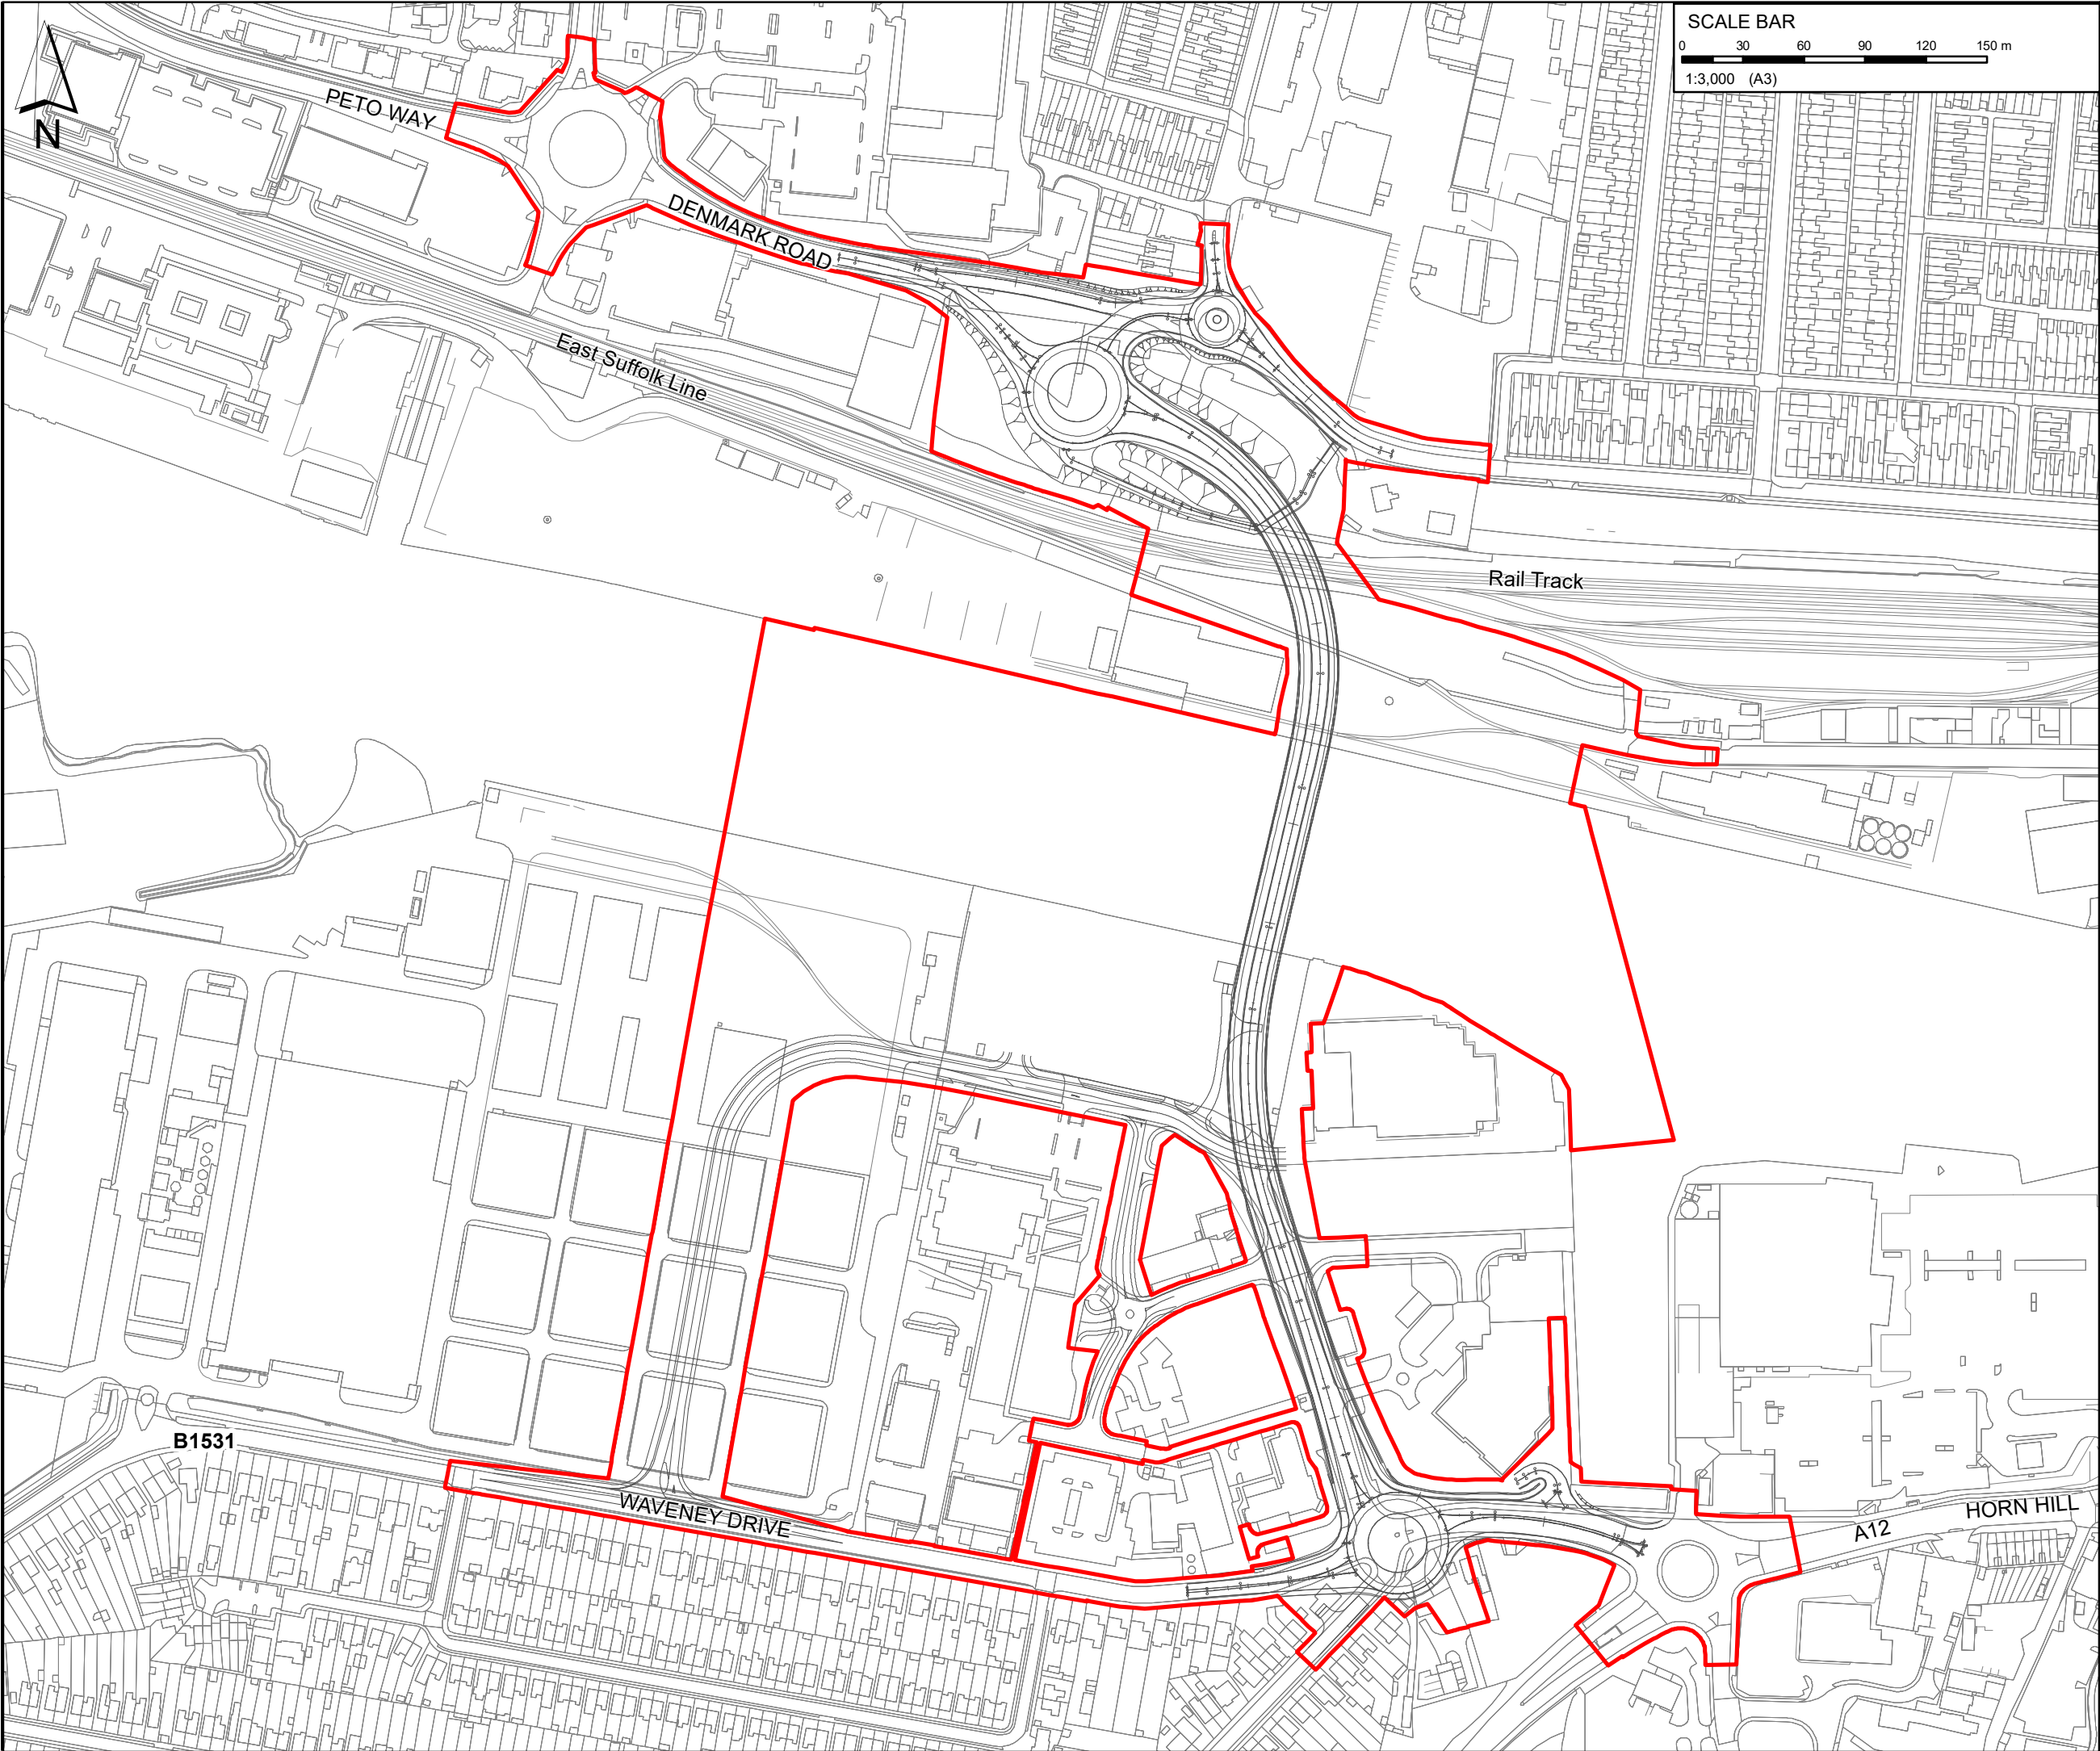 SCALE BAR
0 30 60 90 120 150 m
1:3,000 (A3)
N
PETO WAY
DENMARK ROAD
East Suffolk Line
Rail Track
B1531
WAVENEY DRIVE
A12
HORN HILL